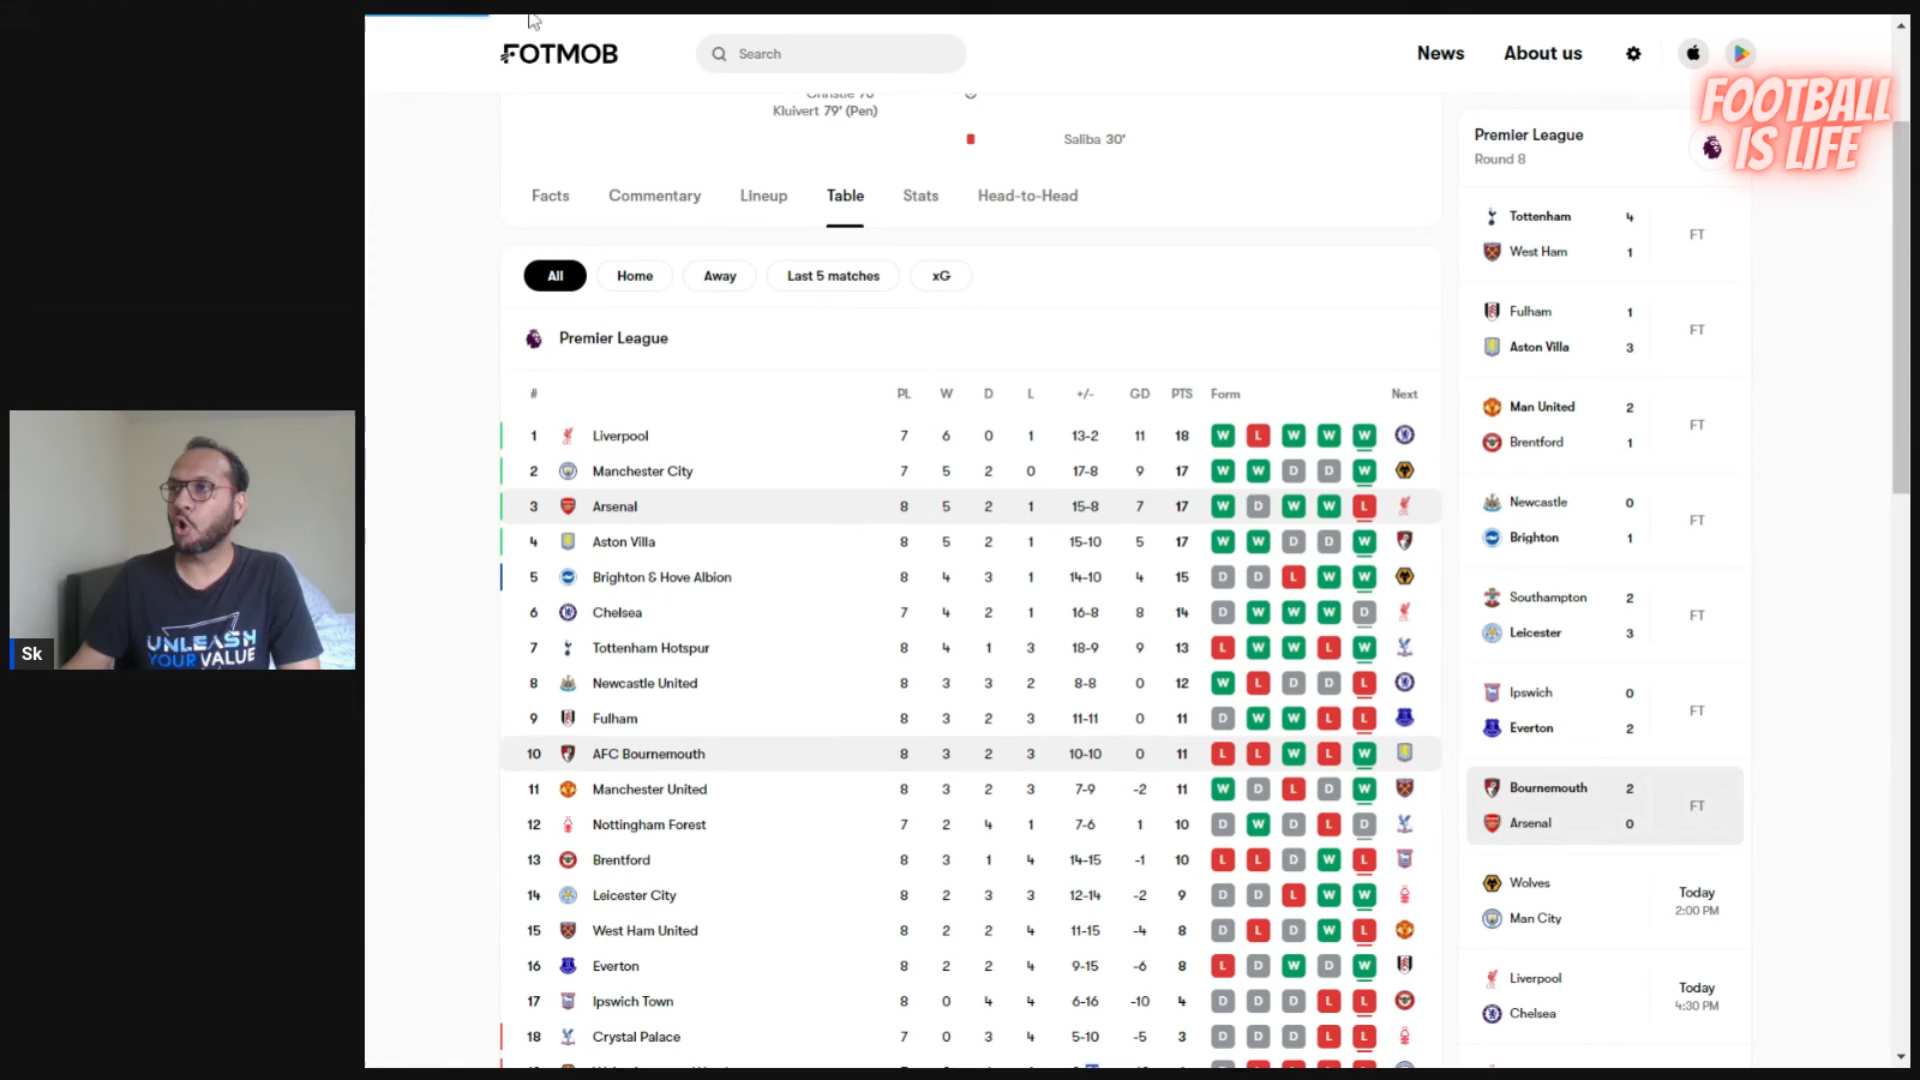 FOTMOB
Search
News
About us
FOOTBALL
IS LIFE
Kluivert 79' (Pen)
Saliba 30'
Facts
Commentary
Lineup
Table
Stats
Head-to-Head
All
Home
Away
Last 5 matches
xG
Premier League
# PL W D L +/- GD PTS Form Next
1 Liverpool 7 6 0 1 13-2 11 18 W L W W W
2 Manchester City 7 5 2 0 17-8 9 17 W W D D W
3 Arsenal 8 5 2 1 15-8 7 17 W D W W L
4 Aston Villa 8 5 2 1 15-10 5 17 W W D D W
5 Brighton & Hove Albion 8 4 3 1 14-10 4 15 D D L W W
6 Chelsea 7 4 2 1 16-8 8 14 D W W W D
7 Tottenham Hotspur 8 4 1 3 18-9 9 13 L W W L W
8 Newcastle United 8 3 3 2 8-8 0 12 W L D D L
9 Fulham 8 3 2 3 11-11 0 11 D W W L L
10 AFC Bournemouth 8 3 2 3 10-10 0 11 L L W L W
11 Manchester United 8 3 2 3 7-9 -2 11 W D L D W
12 Nottingham Forest 7 2 4 1 7-6 1 10 D W D L D
13 Brentford 8 3 1 4 14-15 -1 10 L L D W L
14 Leicester City 8 2 3 3 12-14 -2 9 D D L W W
15 West Ham United 8 2 2 4 11-15 -4 8 D L D W L
16 Everton 8 2 2 4 9-15 -6 8 L D W D W
17 Ipswich Town 8 0 4 4 6-16 -10 4 D D D L L
18 Crystal Palace 7 0 3 4 5-10 -5 3 D D D L L
Premier League
Round 8
Tottenham 4
West Ham 1
FT
Fulham 1
Aston Villa 3
FT
Man United 2
Brentford 1
FT
Newcastle 0
Brighton 1
FT
Southampton 2
Leicester 3
FT
Ipswich 0
Everton 2
FT
Bournemouth 2
Arsenal 0
FT
Wolves
Man City
Today
2:00 PM
Liverpool
Chelsea
Today
4:30 PM
UNLEASH
YOUR VALUE
Sk